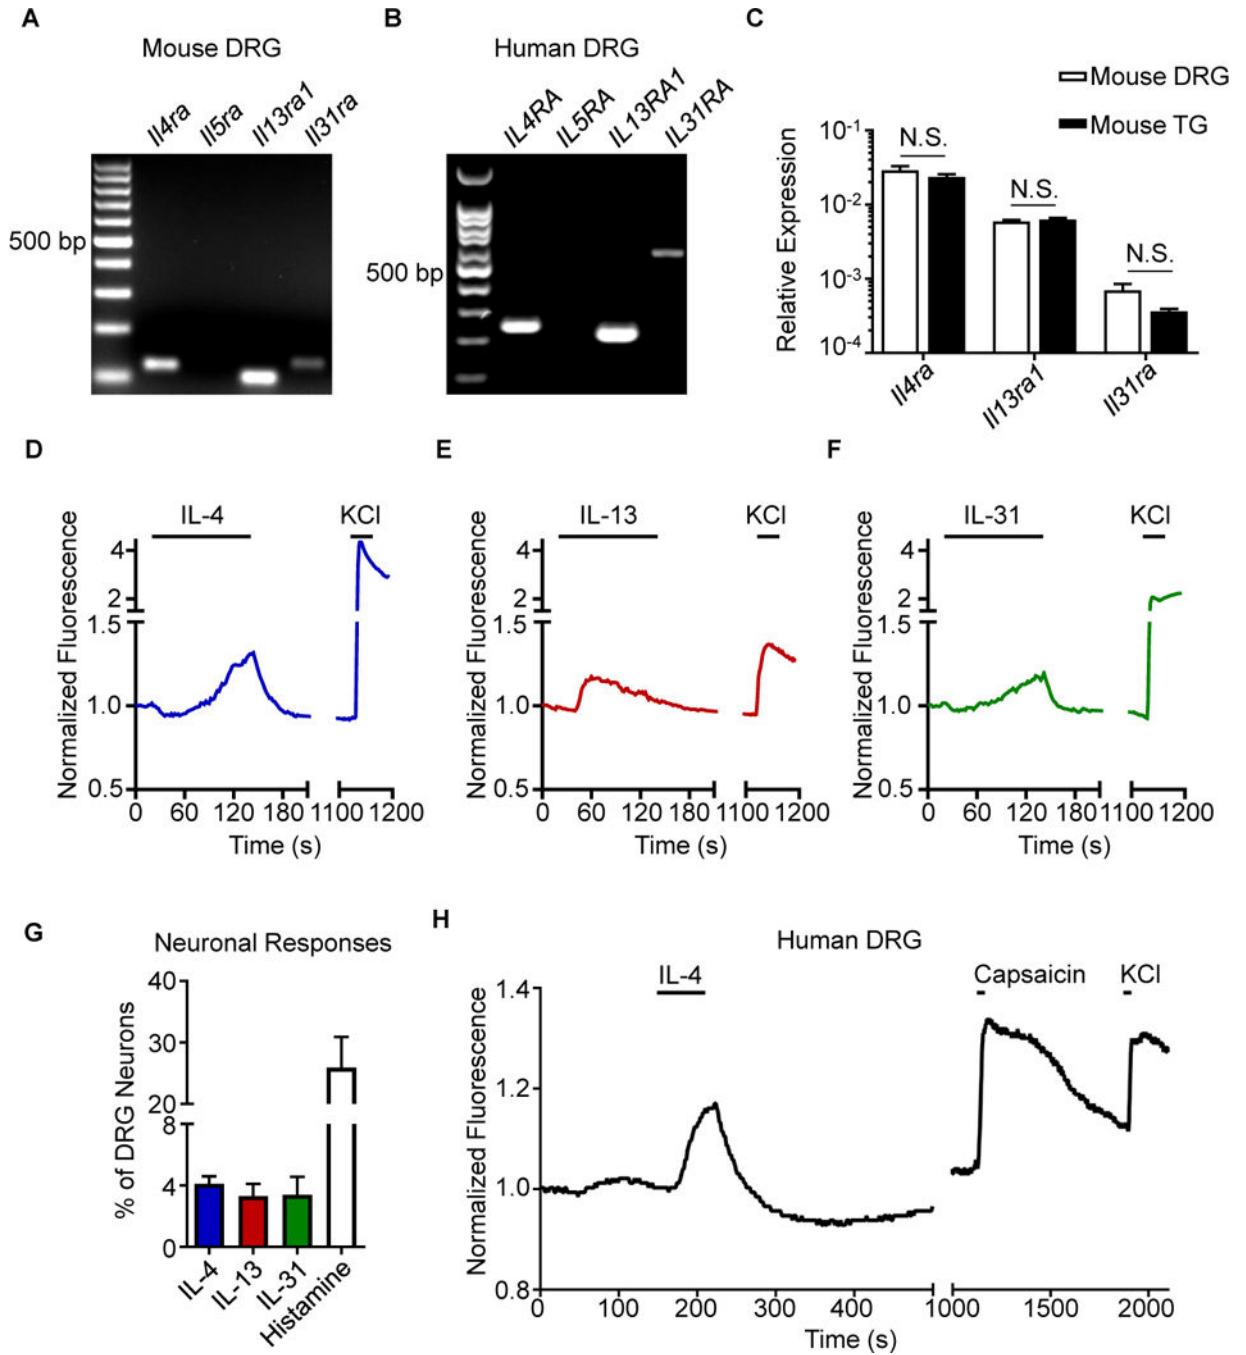 A
Mouse DRG
Il4ra Il5ra Il13ra1 Il31ra
500 bp
B
Human DRG
IL4RA IL5RA IL13RA1 IL31RA
500 bp
C
Mouse DRG
Mouse TG
Relative Expression
10-1
10-2
10-3
10-4
N.S.
N.S.
N.S.
Il4ra Il13ra1 Il31ra
D
IL-4 KCl
Normalized Fluorescence
4
2
1.5
1.0
0.5
0 60 120 180 1100 1200
Time (s)
E
IL-13 KCl
Normalized Fluorescence
4
2
1.5
1.0
0.5
0 60 120 180 1100 1200
Time (s)
F
IL-31 KCl
Normalized Fluorescence
4
2
1.5
1.0
0.5
0 60 120 180 1100 1200
Time (s)
G
Neuronal Responses
% of DRG Neurons
40
30
20
8
4
0
IL-4 IL-13 IL-31 Histamine
H
Human DRG
IL-4 Capsaicin KCl
Normalized Fluorescence
1.4
1.2
1.0
0.8
0 100 200 300 400 500 1000 1500 2000
Time (s)